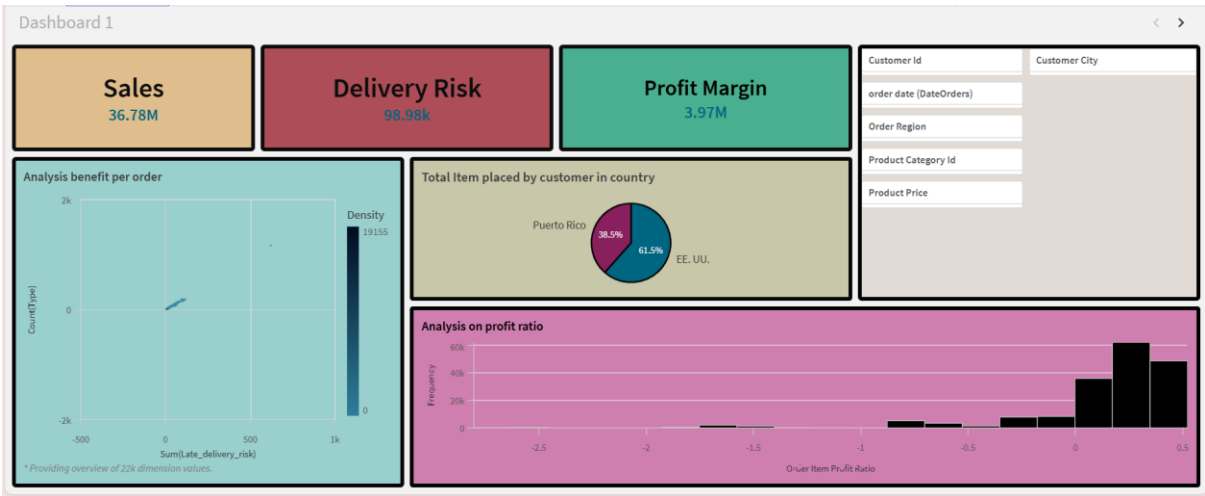 Dashboard 1
Sales
36.78M
Delivery Risk
98.98k
Profit Margin
3.97M
Customer Id
Customer City
order date (DateOrders)
Order Region
Product Category Id
Product Price
Analysis benefit per order
2k
0
-2k
Count(Type)
-500
0
500
1k
Sum(Late_delivery_risk)
Density
19155
0
* Providing overview of 22k dimension values.
Total Item placed by customer in country
Puerto Rico
38.5%
61.5%
EE. UU.
Analysis on profit ratio
60k
40k
20k
0
Frequency
-2.5
-2
-1.5
-1
-0.5
0
0.5
Order Item Profit Ratio